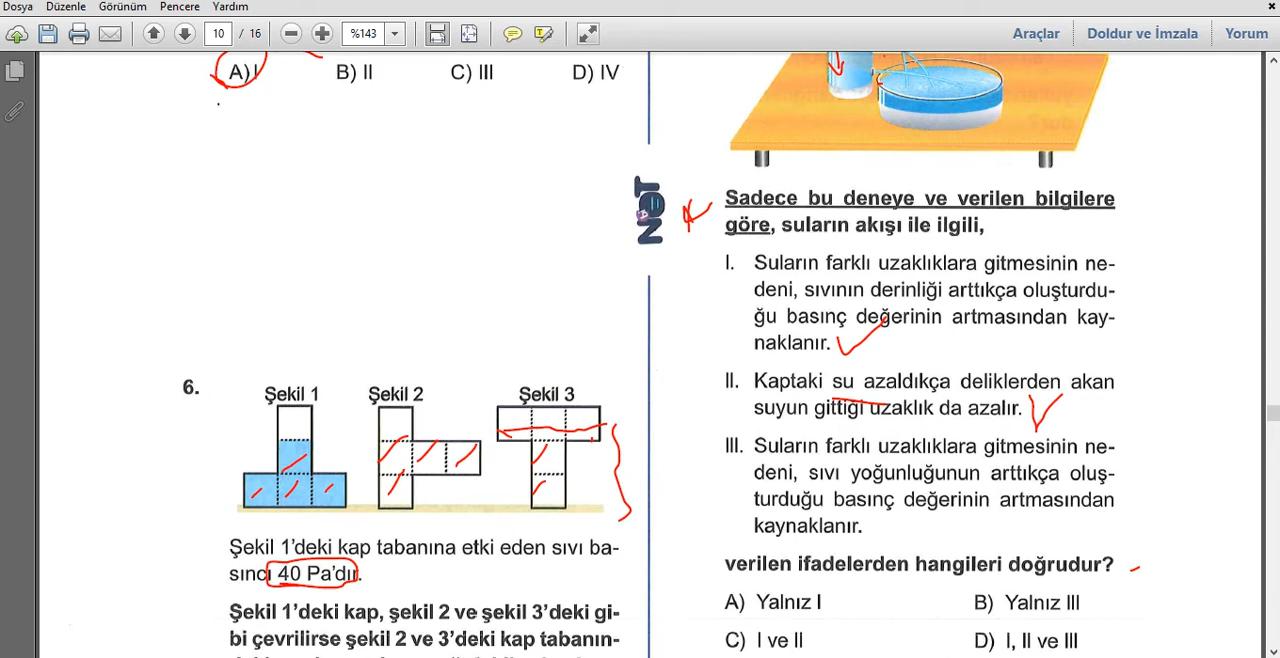 Dosya Düzenle Görünüm Pencere Yardım
10 / 16 %143 Araçlar Doldur ve İmzala Yorum
A) I B) II C) III D) IV
6.
Şekil 1 Şekil 2 Şekil 3
Şekil 1’deki kap tabanına etki eden sıvı ba-
sıncı 40 Pa’dır.
Şekil 1’deki kap, şekil 2 ve şekil 3’deki gi-
bi çevrilirse şekil 2 ve 3’deki kap tabanın-
Sadece bu deneye ve verilen bilgilere
göre, suların akışı ile ilgili,
I. Suların farklı uzaklıklara gitmesinin ne-
deni, sıvının derinliği arttıkça oluşturdu-
ğu basınç değerinin artmasından kay-
naklanır.
II. Kaptaki su azaldıkça deliklerden akan
suyun gittiği uzaklık da azalır.
III. Suların farklı uzaklıklara gitmesinin ne-
deni, sıvı yoğunluğunun arttıkça oluş-
turduğu basınç değerinin artmasından
kaynaklanır.
verilen ifadelerden hangileri doğrudur?
A) Yalnız I B) Yalnız III
C) I ve II D) I, II ve III